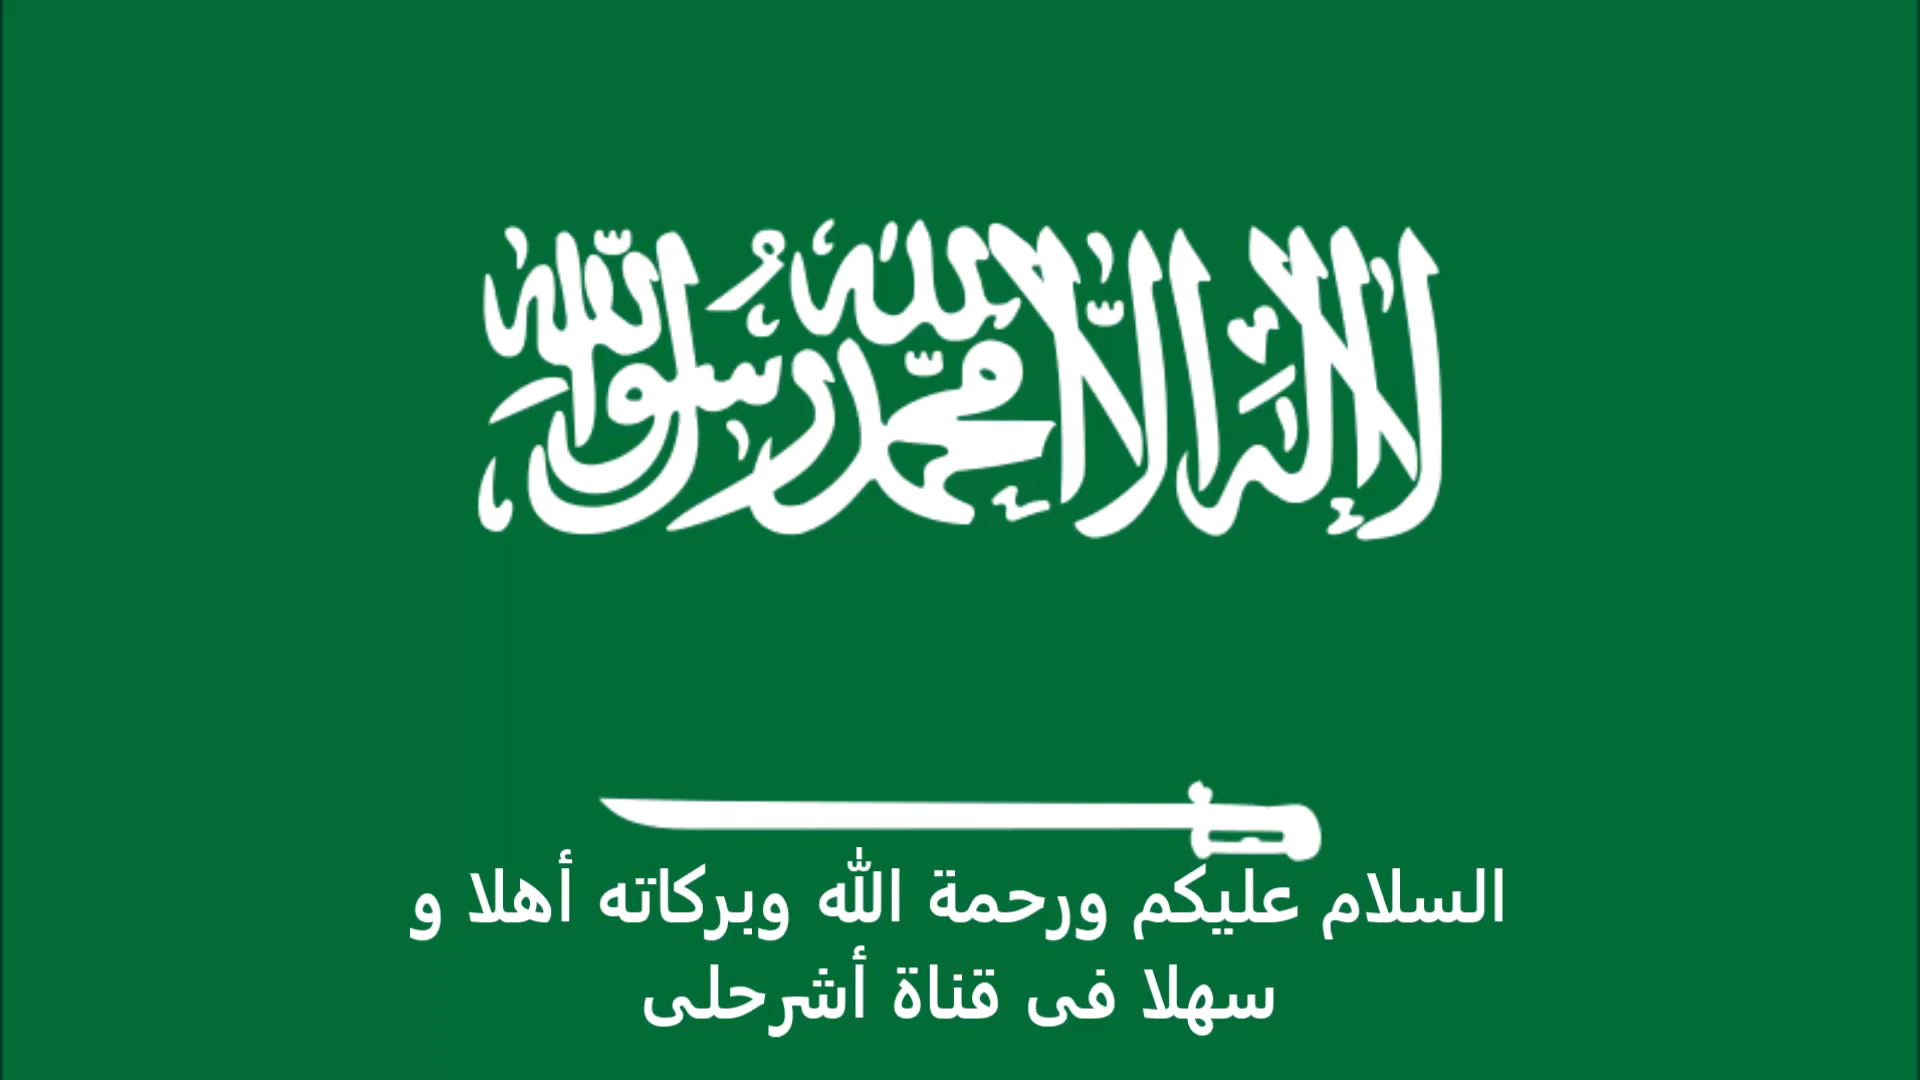 لا إله إلا الله محمد رسول الله
السلام عليكم ورحمة الله وبركاته أهلا و
سهلا فى قناة أشرحلى